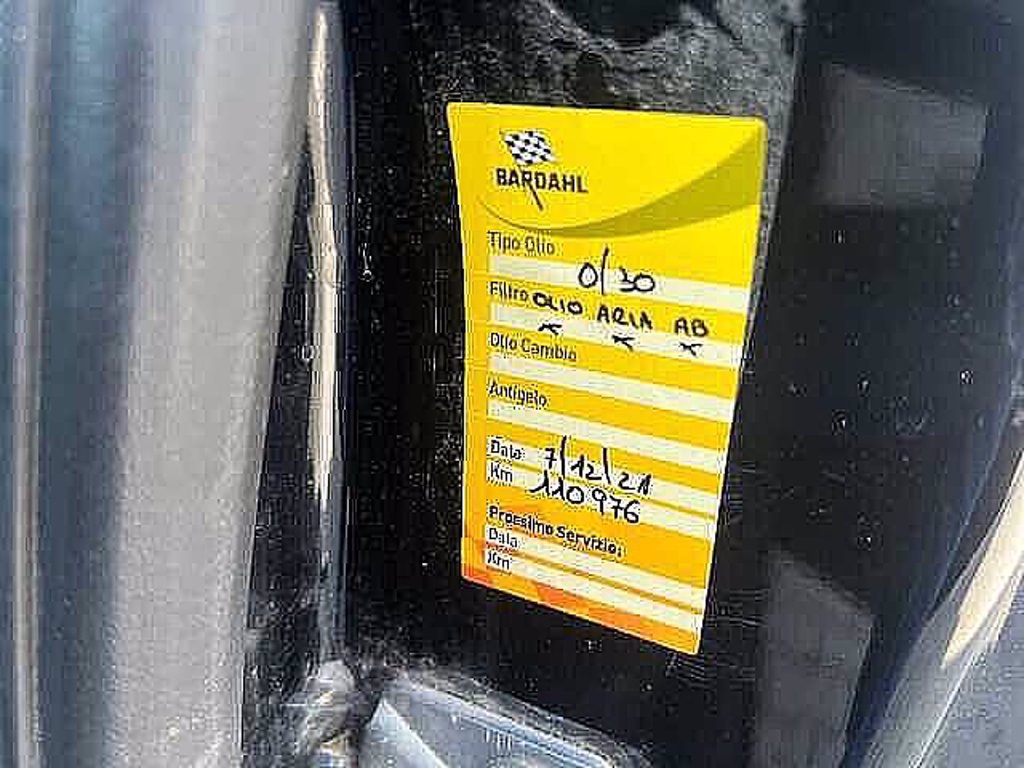 BARDAHL
Tipo Olio
0/30
Filtro OLIO ARIA AB
x x x
Olio Cambio
Antigelo
Data 7/12/21
Km 110976
Prossimo Servizio:
Data
Km